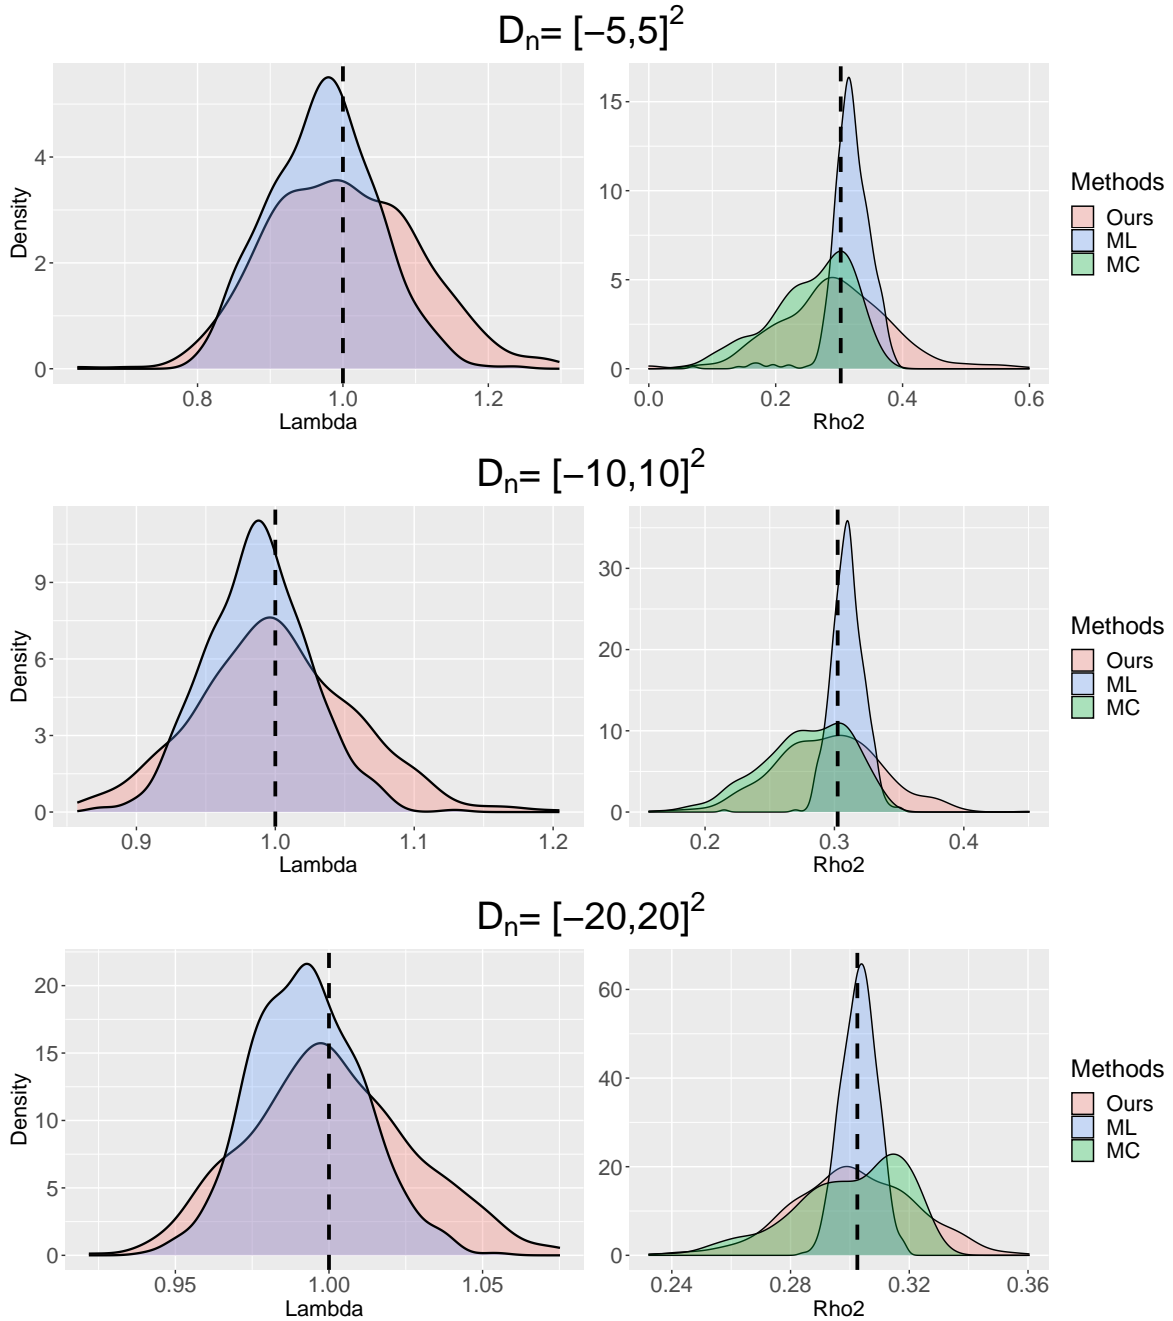 Dn= [−5,5]2
Density
4
2
0
0.8 1.0 1.2
Lambda
15
10
5
0
0.0 0.2 0.4 0.6
Rho2
Methods
Ours
ML
MC
Dn= [−10,10]2
Density
9
6
3
0
0.9 1.0 1.1 1.2
Lambda
30
20
10
0
0.2 0.3 0.4
Rho2
Methods
Ours
ML
MC
Dn= [−20,20]2
Density
20
15
10
5
0
0.95 1.00 1.05
Lambda
60
40
20
0
0.24 0.28 0.32 0.36
Rho2
Methods
Ours
ML
MC